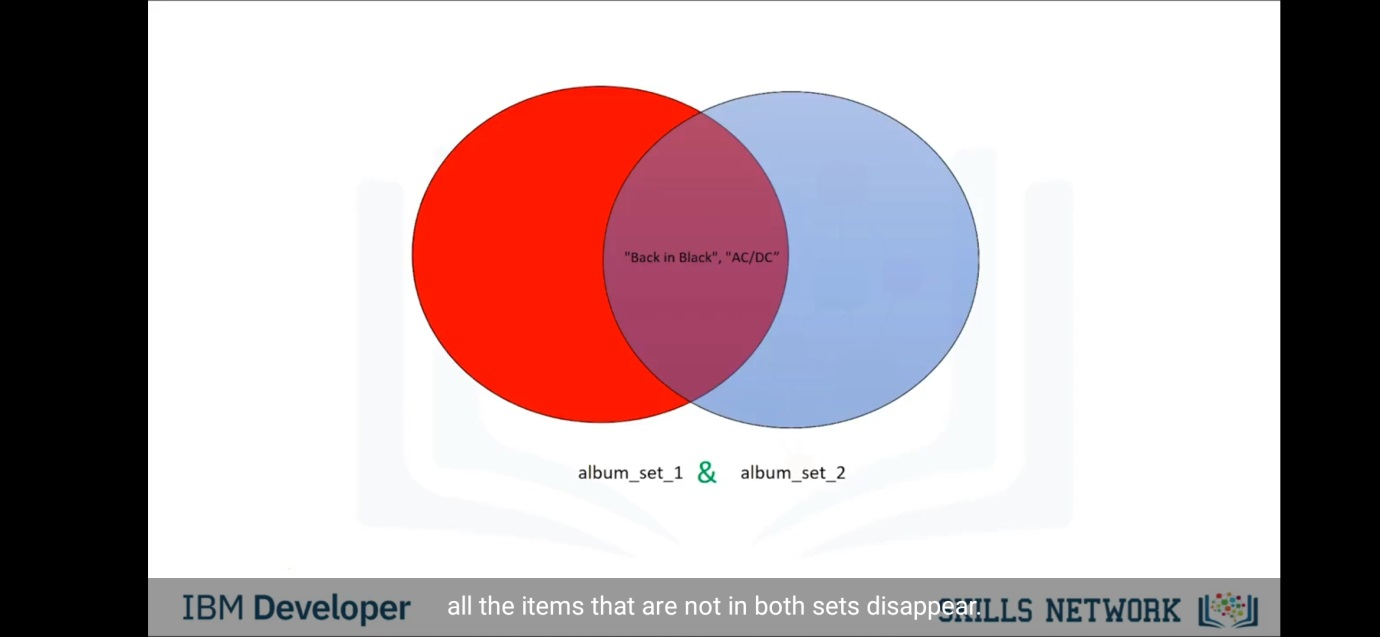 "Back in Black", "AC/DC”
album_set_1 & album_set_2
IBM Developer
all the items that are not in both sets disappear.
SKILLS NETWORK